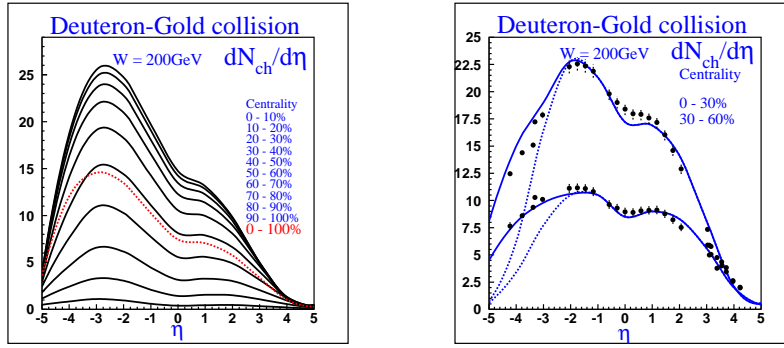 Deuteron-Gold collision
W = 200GeV
dN_ch/dη
Centrality
0 - 10%
10 - 20%
20 - 30%
30 - 40%
40 - 50%
50 - 60%
60 - 70%
70 - 80%
80 - 90%
90 - 100%
0 - 100%
25
20
15
10
5
0
-5 -4 -3 -2 -1 0 1 2 3 4 5
η
Deuteron-Gold collision
W = 200GeV
dN_ch/dη
Centrality
0 - 30%
30 - 60%
25
22.5
20
17.5
15
12.5
10
7.5
5
2.5
0
-5 -4 -3 -2 -1 0 1 2 3 4 5
η